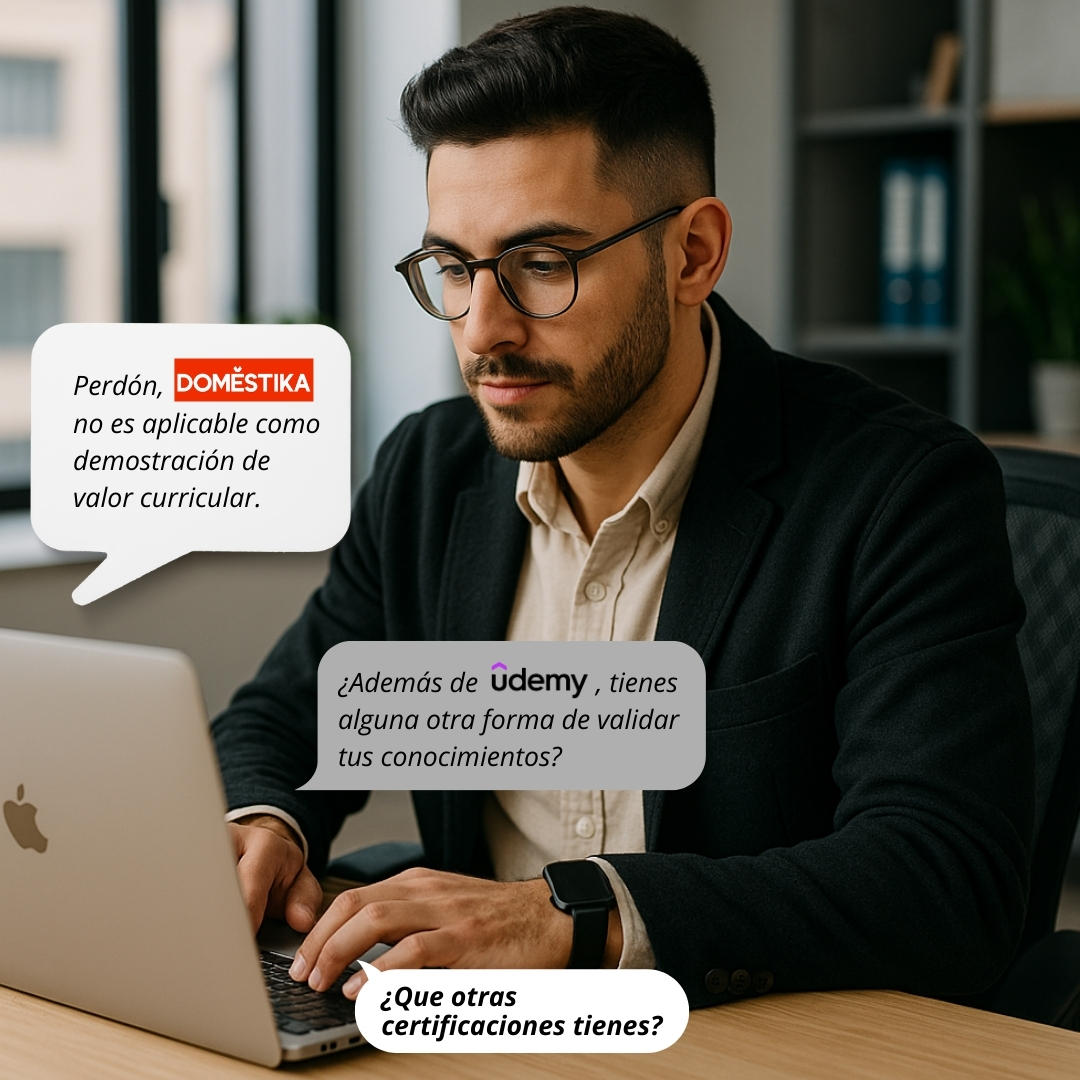 Perdón, DOMĚSTIKA
no es aplicable como
demostración de
valor curricular.
¿Además de ûdemy , tienes
alguna otra forma de validar
tus conocimientos?
¿Que otras
certificaciones tienes?